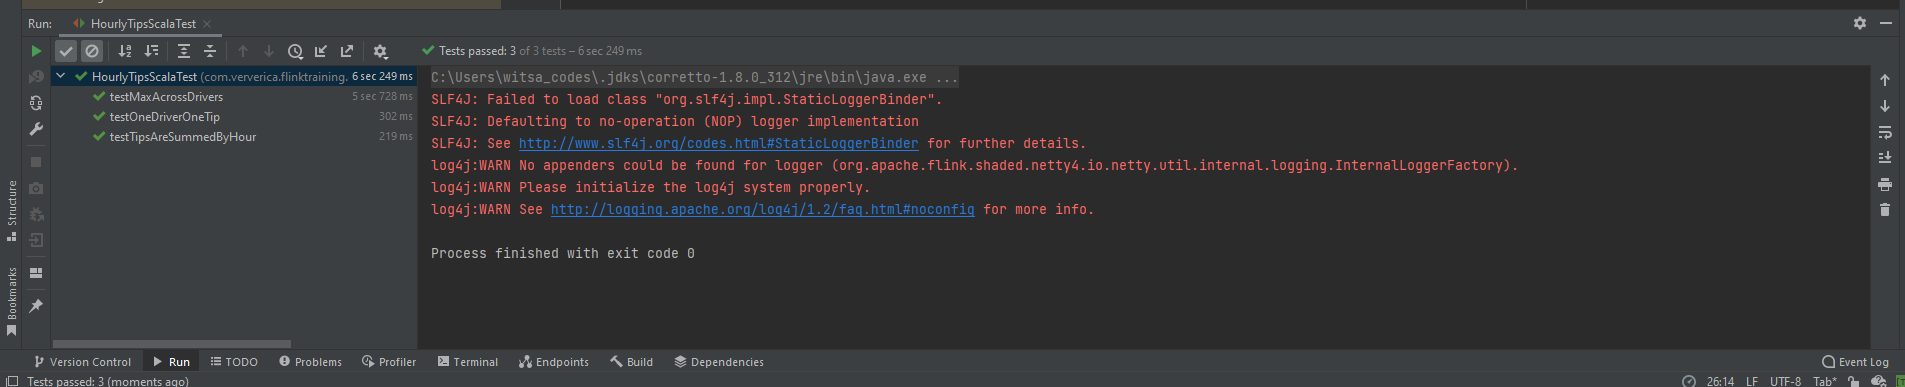 Run: HourlyTipsScalaTest
Tests passed: 3 of 3 tests – 6 sec 249 ms
HourlyTipsScalaTest (com.ververica.flinktraining. 6 sec 249 ms
testMaxAcrossDrivers 5 sec 728 ms
testOneDriverOneTip 302 ms
testTipsAreSummedByHour 219 ms
C:\Users\witsa_codes\.jdks\corretto-1.8.0_312\jre\bin\java.exe ...
SLF4J: Failed to load class "org.slf4j.impl.StaticLoggerBinder".
SLF4J: Defaulting to no-operation (NOP) logger implementation
SLF4J: See http://www.slf4j.org/codes.html#StaticLoggerBinder for further details.
log4j:WARN No appenders could be found for logger (org.apache.flink.shaded.netty4.io.netty.util.internal.logging.InternalLoggerFactory).
log4j:WARN Please initialize the log4j system properly.
log4j:WARN See http://logging.apache.org/log4j/1.2/faq.html#noconfig for more info.
Process finished with exit code 0
Structure
Bookmarks
Version Control Run TODO Problems Profiler Terminal Endpoints Build Dependencies Event Log
Tests passed: 3 (moments ago) 26:14 LF UTF-8 Tab*